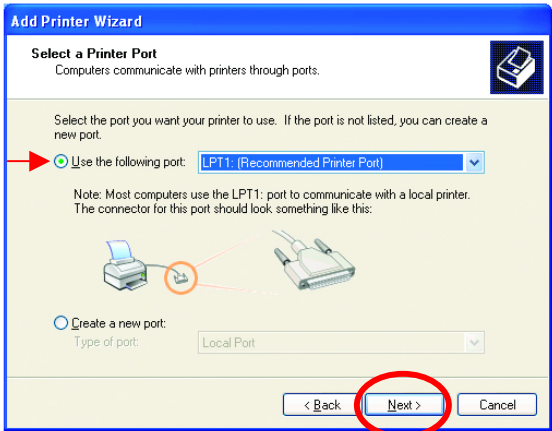 Add Printer Wizard
Select a Printer Port
Computers communicate with printers through ports.
Select the port you want your printer to use. If the port is not listed, you can create a
new port.
Use the following port: LPT1: (Recommended Printer Port)
Note: Most computers use the LPT1: port to communicate with a local printer.
The connector for this port should look something like this:
Create a new port:
Type of port: Local Port
< Back Next > Cancel